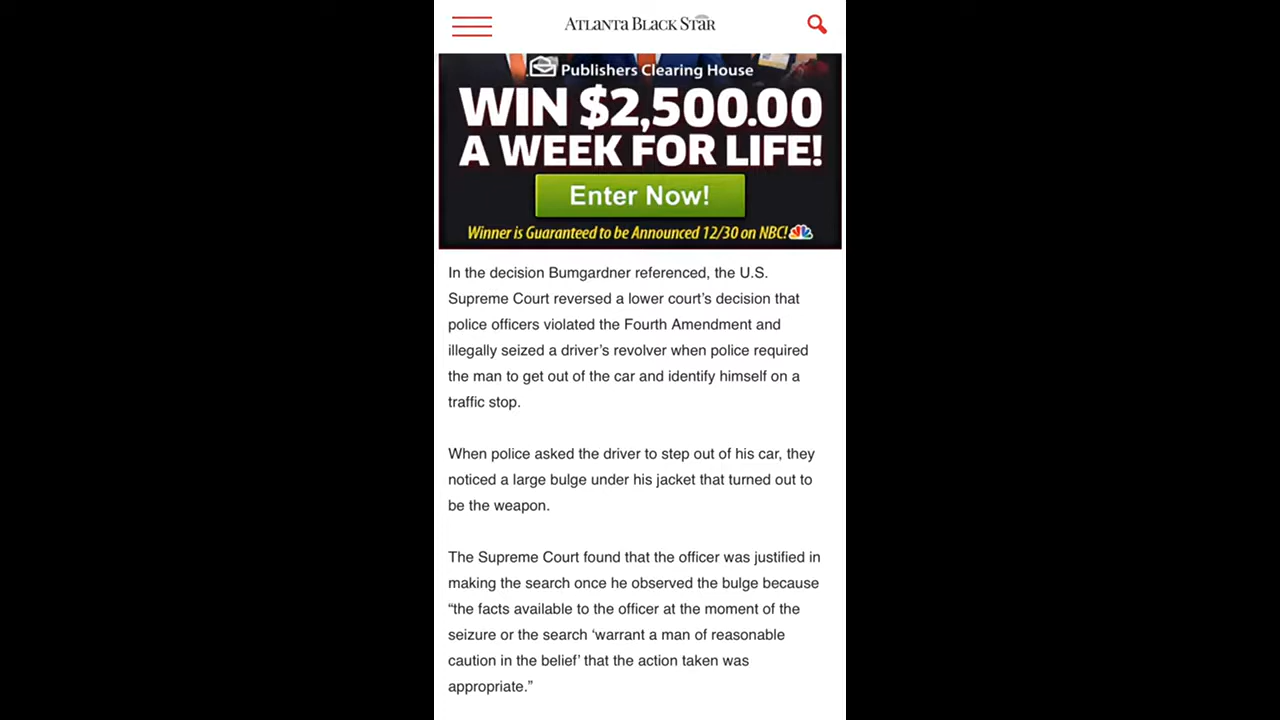 ATLANTA BLACK STAR
Publishers Clearing House
WIN $2,500.00
A WEEK FOR LIFE!
Enter Now!
Winner is Guaranteed to be Announced 12/30 on NBC!
In the decision Bumgardner referenced, the U.S.
Supreme Court reversed a lower court’s decision that
police officers violated the Fourth Amendment and
illegally seized a driver’s revolver when police required
the man to get out of the car and identify himself on a
traffic stop.
When police asked the driver to step out of his car, they
noticed a large bulge under his jacket that turned out to
be the weapon.
The Supreme Court found that the officer was justified in
making the search once he observed the bulge because
“the facts available to the officer at the moment of the
seizure or the search ‘warrant a man of reasonable
caution in the belief’ that the action taken was
appropriate.”